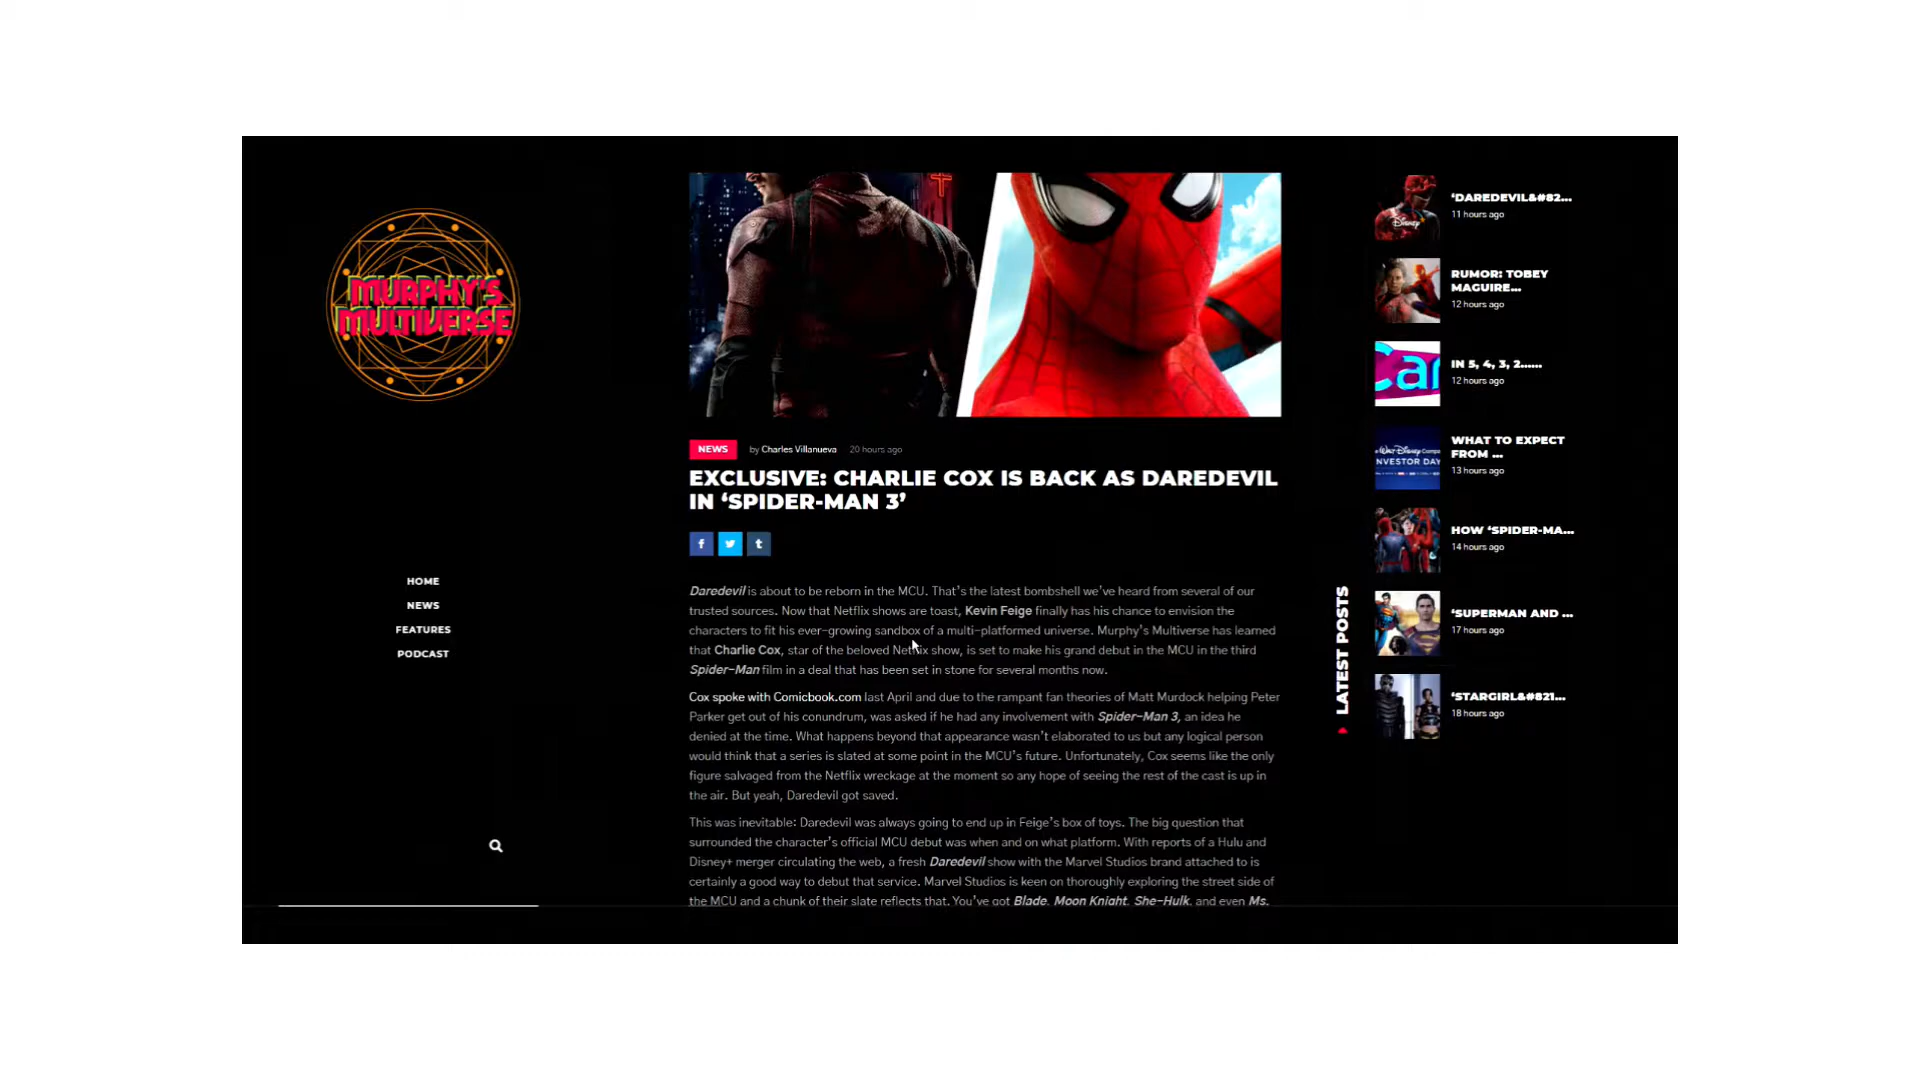 MURPHY'S
MULTIVERSE
HOME
NEWS
FEATURES
PODCAST
NEWS by Charles Villanueva 20 hours ago
EXCLUSIVE: CHARLIE COX IS BACK AS DAREDEVIL
IN ‘SPIDER-MAN 3’
f t
Daredevil is about to be reborn in the MCU. That’s the latest bombshell we’ve heard from several of our
trusted sources. Now that Netflix shows are toast, Kevin Feige finally has his chance to envision the
characters to fit his ever-growing sandbox of a multi-platformed universe. Murphy’s Multiverse has learned
that Charlie Cox, star of the beloved Netflix show, is set to make his grand debut in the MCU in the third
Spider-Man film in a deal that has been set in stone for several months now.
Cox spoke with Comicbook.com last April and due to the rampant fan theories of Matt Murdock helping Peter
Parker get out of his conundrum, was asked if he had any involvement with Spider-Man 3, an idea he
denied at the time. What happens beyond that appearance wasn’t elaborated to us but any logical person
would think that a series is slated at some point in the MCU’s future. Unfortunately, Cox seems like the only
figure salvaged from the Netflix wreckage at the moment so any hope of seeing the rest of the cast is up in
the air. But yeah, Daredevil got saved.
This was inevitable: Daredevil was always going to end up in Feige’s box of toys. The big question that
surrounded the character’s official MCU debut was when and on what platform. With reports of a Hulu and
Disney+ merger circulating the web, a fresh Daredevil show with the Marvel Studios brand attached to is
certainly a good way to debut that service. Marvel Studios is keen on thoroughly exploring the street side of
the MCU and a chunk of their slate reflects that. You’ve got Blade, Moon Knight, She-Hulk, and even Ms.
LATEST POSTS
Disney+
‘DAREDEVIL&#82...
11 hours ago
RUMOR: TOBEY
MAGUIRE...
12 hours ago
Car
IN 5, 4, 3, 2......
12 hours ago
WALT DISNEY Comp
NVESTOR DAY
WHAT TO EXPECT
FROM ...
13 hours ago
HOW ‘SPIDER-MA...
14 hours ago
‘SUPERMAN AND ...
17 hours ago
‘STARGIRL&#821...
18 hours ago